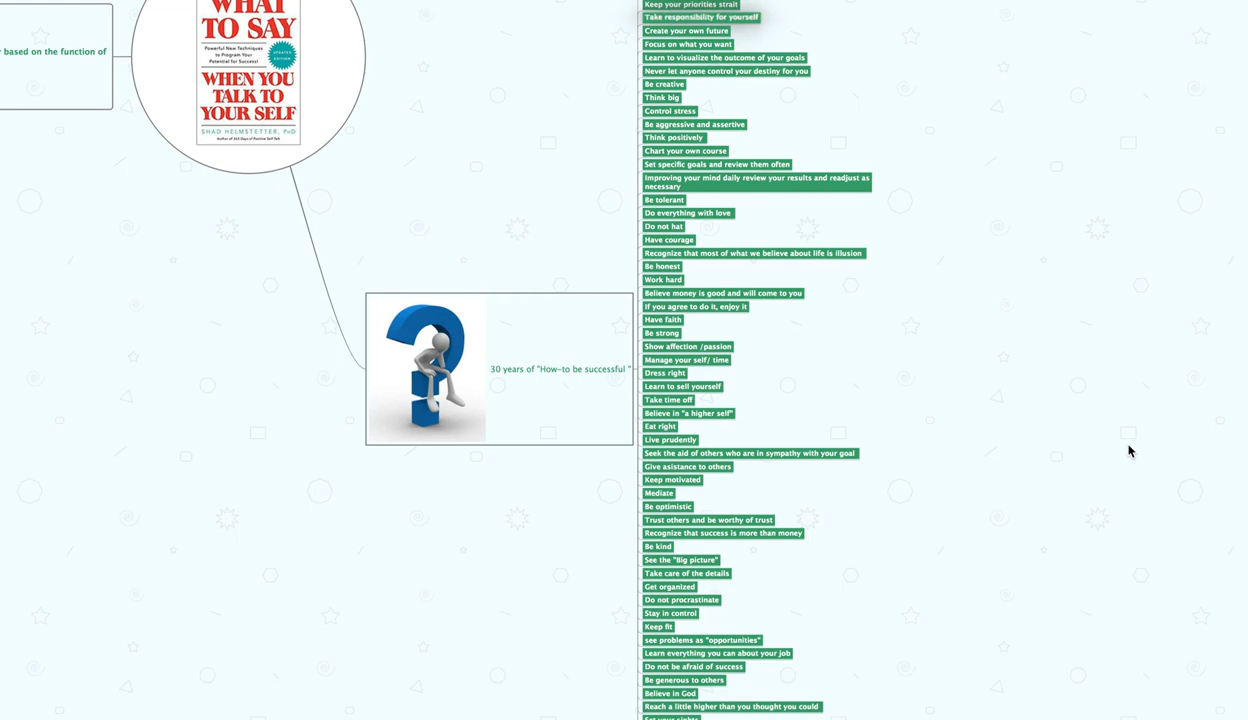 based on the function of
WHAT
TO SAY
Powerful New Techniques
to Program Your
Potential for Success!
UPDATED
EDITION
WHEN YOU
TALK TO
YOUR SELF
SHAD HELMSTETTER, PhD
Author of 365 Days of Positive Self-Talk
30 years of "How-to be successful "
Keep your priorities strait
Take responsibility for yourself
Create your own future
Focus on what you want
Learn to visualize the outcome of your goals
Never let anyone control your destiny for you
Be creative
Think big
Control stress
Be aggressive and assertive
Think positively
Chart your own course
Set specific goals and review them often
Improving your mind daily review your results and readjust as
necessary
Be tolerant
Do everything with love
Do not hat
Have courage
Recognize that most of what we believe about life is illusion
Be honest
Work hard
Believe money is good and will come to you
If you agree to do it, enjoy it
Have faith
Be strong
Show affection /passion
Manage your self/ time
Dress right
Learn to sell yourself
Take time off
Believe in "a higher self"
Eat right
Live prudently
Seek the aid of others who are in sympathy with your goal
Give asistance to others
Keep motivated
Mediate
Be optimistic
Trust others and be worthy of trust
Recognize that success is more than money
Be kind
See the "Big picture"
Take care of the details
Get organized
Do not procrastinate
Stay in control
Keep fit
see problems as "opportunities"
Learn everything you can about your job
Do not be afraid of success
Be generous to others
Believe in God
Reach a little higher than you thought you could